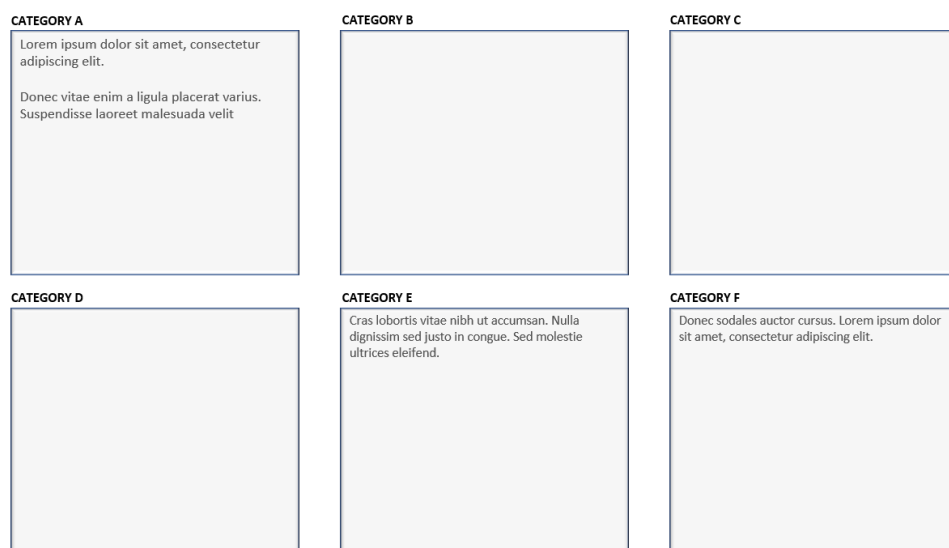 CATEGORY A
Lorem ipsum dolor sit amet, consectetur
adipiscing elit.
Donec vitae enim a ligula placerat varius.
Suspendisse laoreet malesuada velit
CATEGORY B
CATEGORY C
CATEGORY D
CATEGORY E
Cras lobortis vitae nibh ut accumsan. Nulla
dignissim sed justo in congue. Sed molestie
ultrices eleifend.
CATEGORY F
Donec sodales auctor cursus. Lorem ipsum dolor
sit amet, consectetur adipiscing elit.